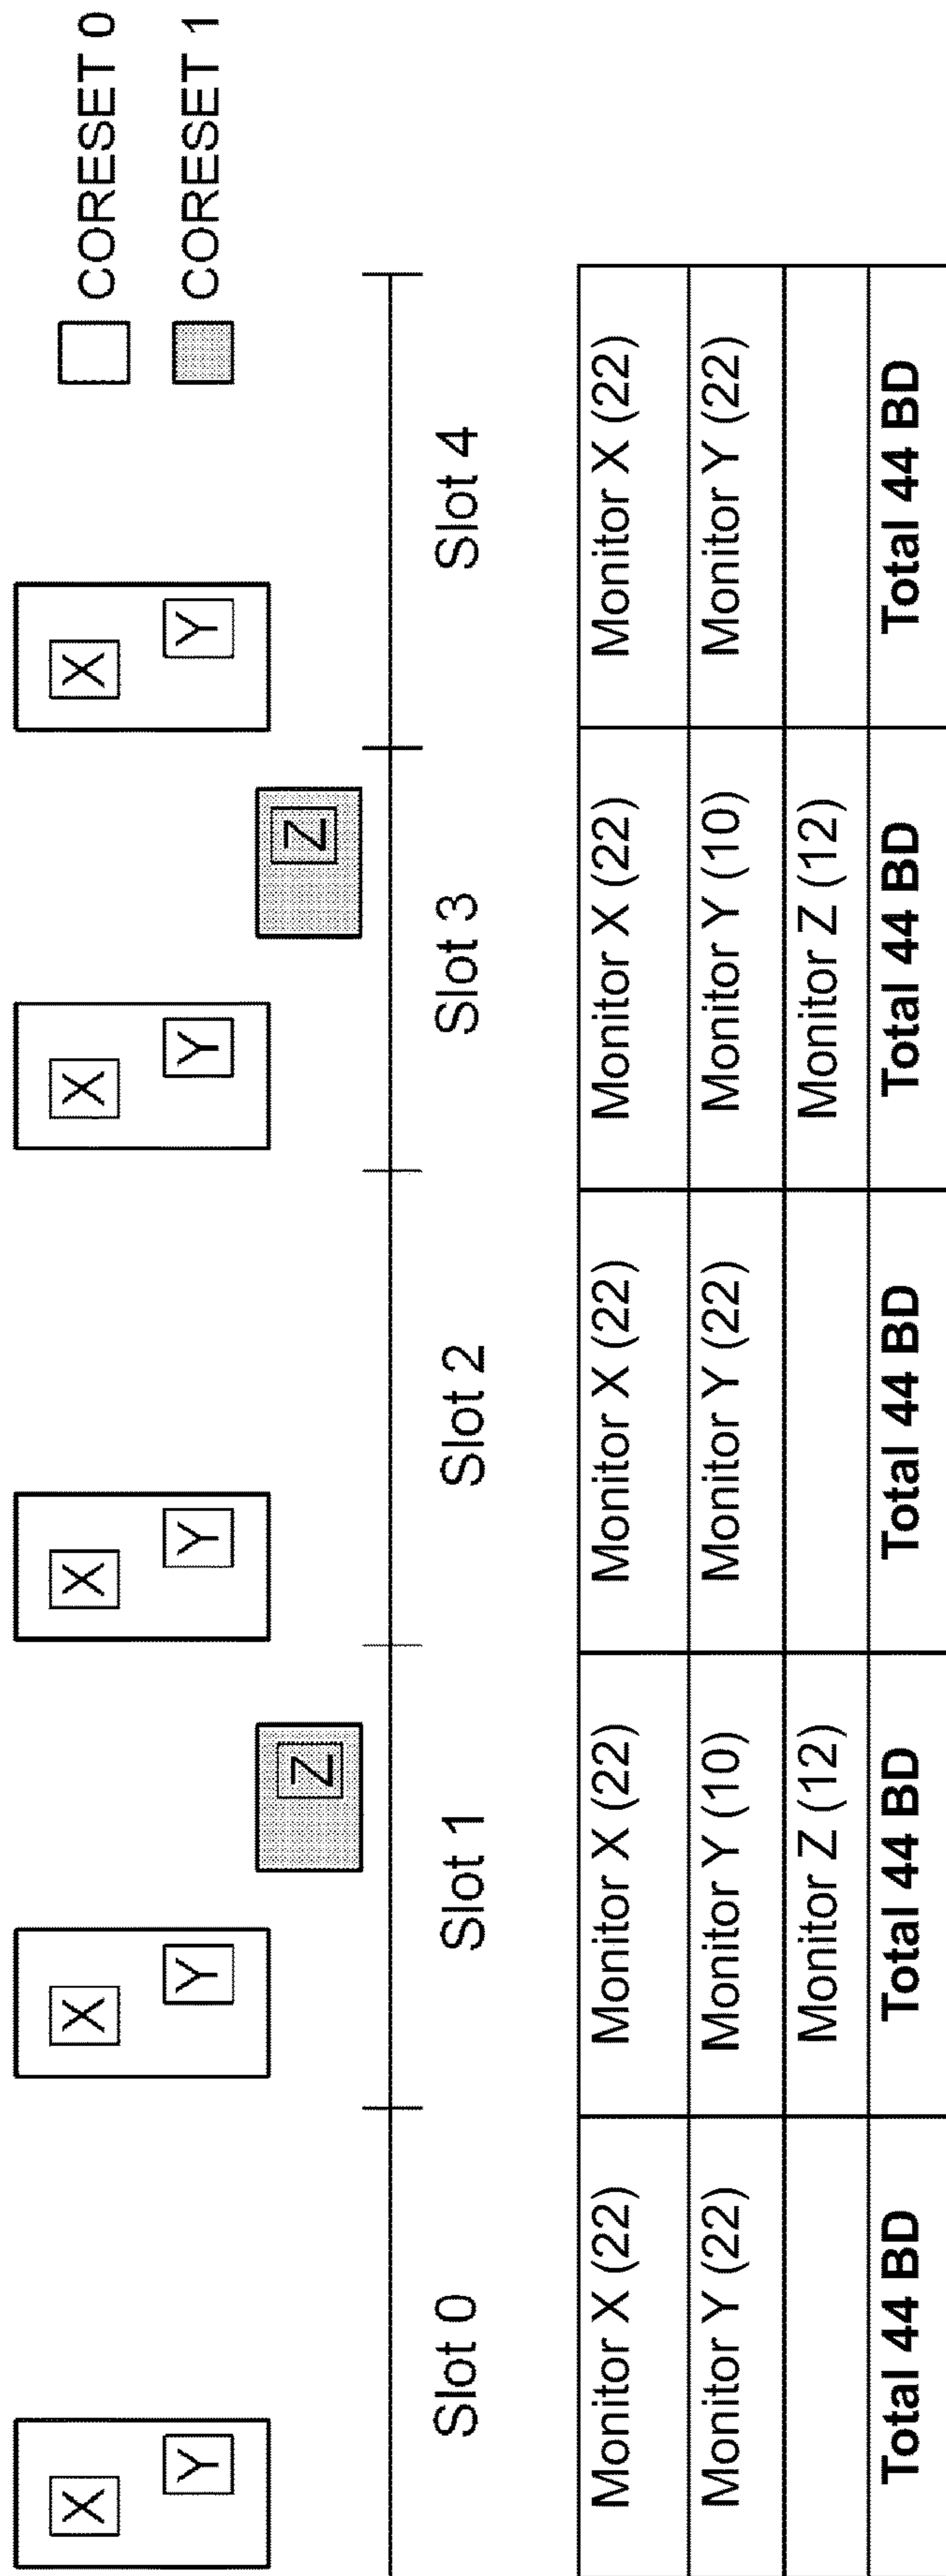 CORESET 0
CORESET 1
X
Y
X
Y
Z
X
Y
X
Y
Z
X
Y
Slot 0
Slot 1
Slot 2
Slot 3
Slot 4
Monitor X (22)
Monitor X (22)
Monitor X (22)
Monitor X (22)
Monitor X (22)
Monitor Y (22)
Monitor Y (10)
Monitor Y (22)
Monitor Y (10)
Monitor Y (22)
Monitor Z (12)
Monitor Z (12)
Total 44 BD
Total 44 BD
Total 44 BD
Total 44 BD
Total 44 BD